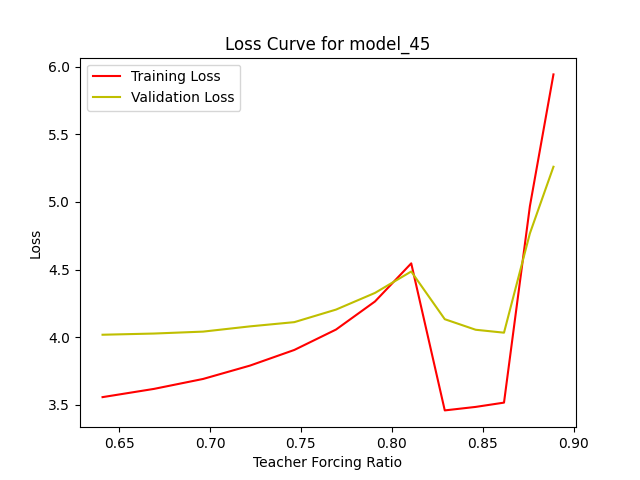 Loss Curve for model_45
Training Loss
Validation Loss
6.0
5.5
5.0
4.5
4.0
3.5
Loss
0.65 0.70 0.75 0.80 0.85 0.90
Teacher Forcing Ratio